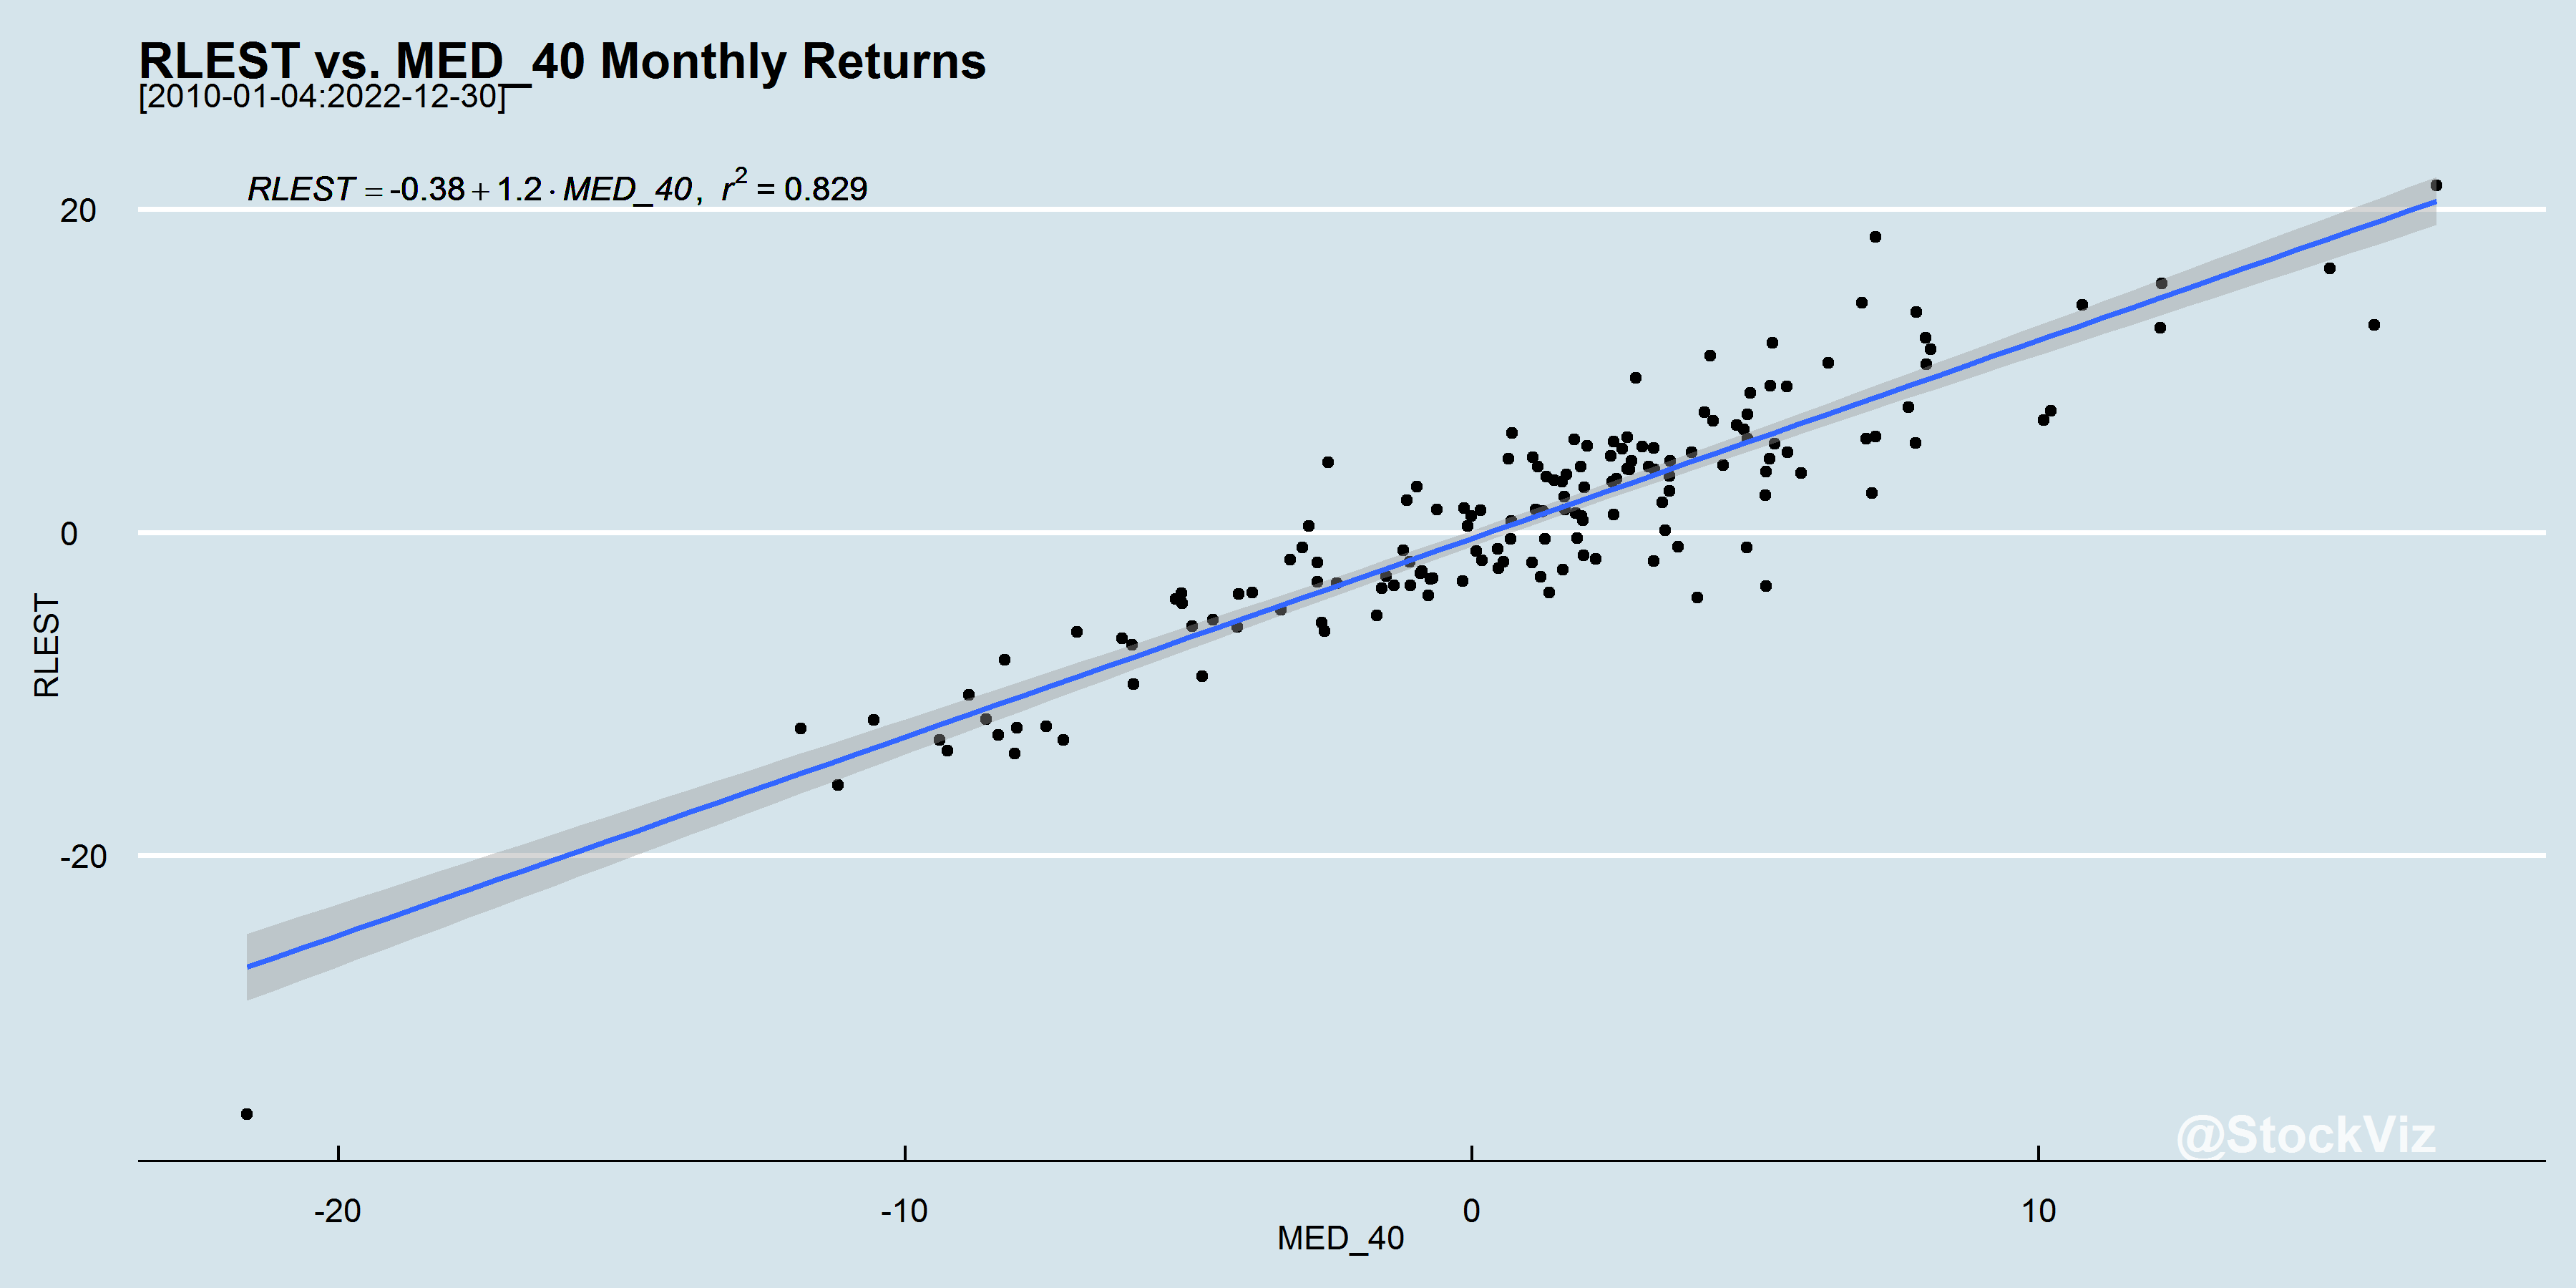 RLEST vs. MED_40 Monthly Returns
[2010-01-04:2022-12-30]
RLEST = -0.38 + 1.2 · MED_40, r² = 0.829
20
0
-20
RLEST
@StockViz
-20 -10 0 10
MED_40